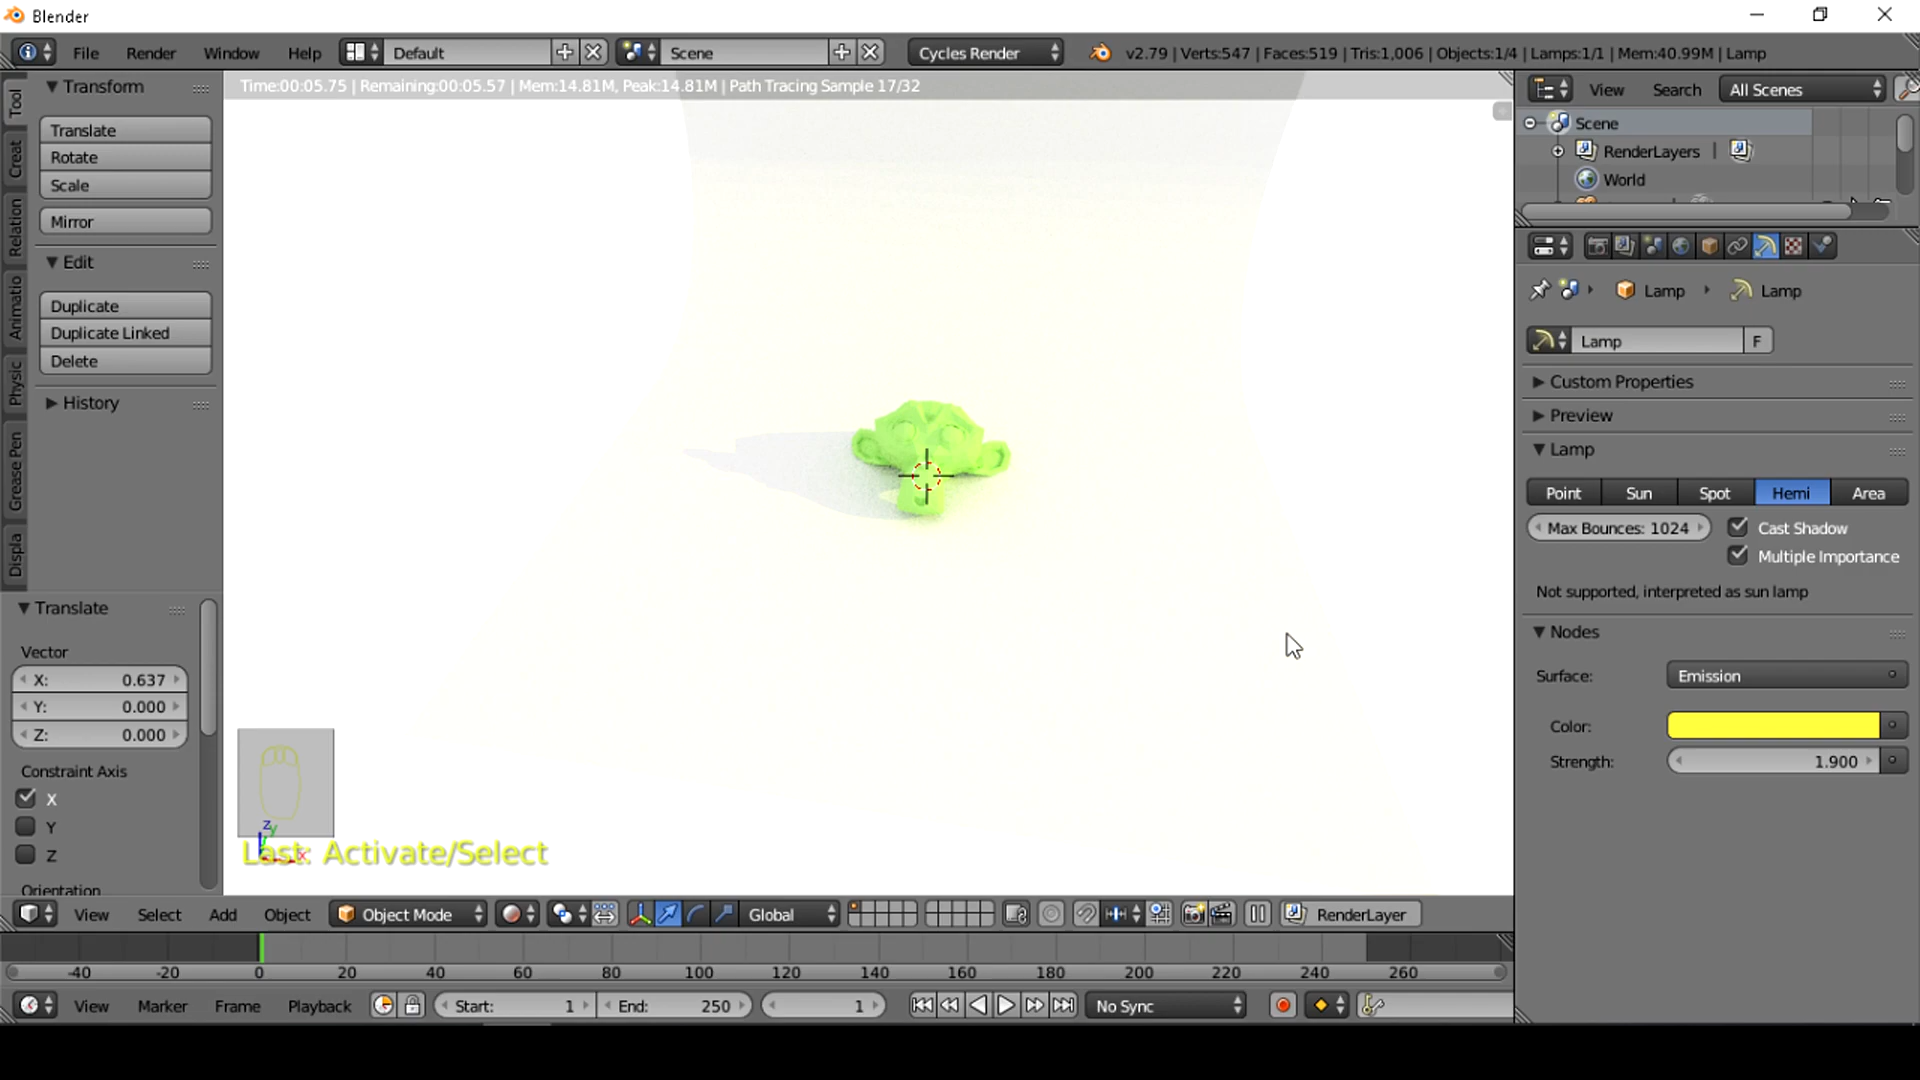 Blender
File Render Window Help Default Scene Cycles Render v2.79 | Verts:547 | Faces:519 | Tris:1,006 | Objects:1/4 | Lamps:1/1 | Mem:40.99M | Lamp
Time:00:05.75 | Remaining:00:05.57 | Mem:14.81M, Peak:14.81M | Path Tracing Sample 17/32
Tool
Creat
Relation
Animatio
Physic
Grease Pen
Displa
Transform
Translate
Rotate
Scale
Mirror
Edit
Duplicate
Duplicate Linked
Delete
History
Translate
Vector
X: 0.637
Y: 0.000
Z: 0.000
Constraint Axis
X
Y
Z
Orientation
z y
x
Last: Activate/Select
View Search All Scenes
Scene
RenderLayers |
World
Lamp Lamp
Lamp F
Custom Properties
Preview
Lamp
Point Sun Spot Hemi Area
Max Bounces: 1024 Cast Shadow
Multiple Importance
Not supported, interpreted as sun lamp
Nodes
Surface: Emission
Color:
Strength: 1.900
View Select Add Object Object Mode Global RenderLayer
-40 -20 0 20 40 60 80 100 120 140 160 180 200 220 240 260
View Marker Frame Playback Start: 1 End: 250 1 No Sync